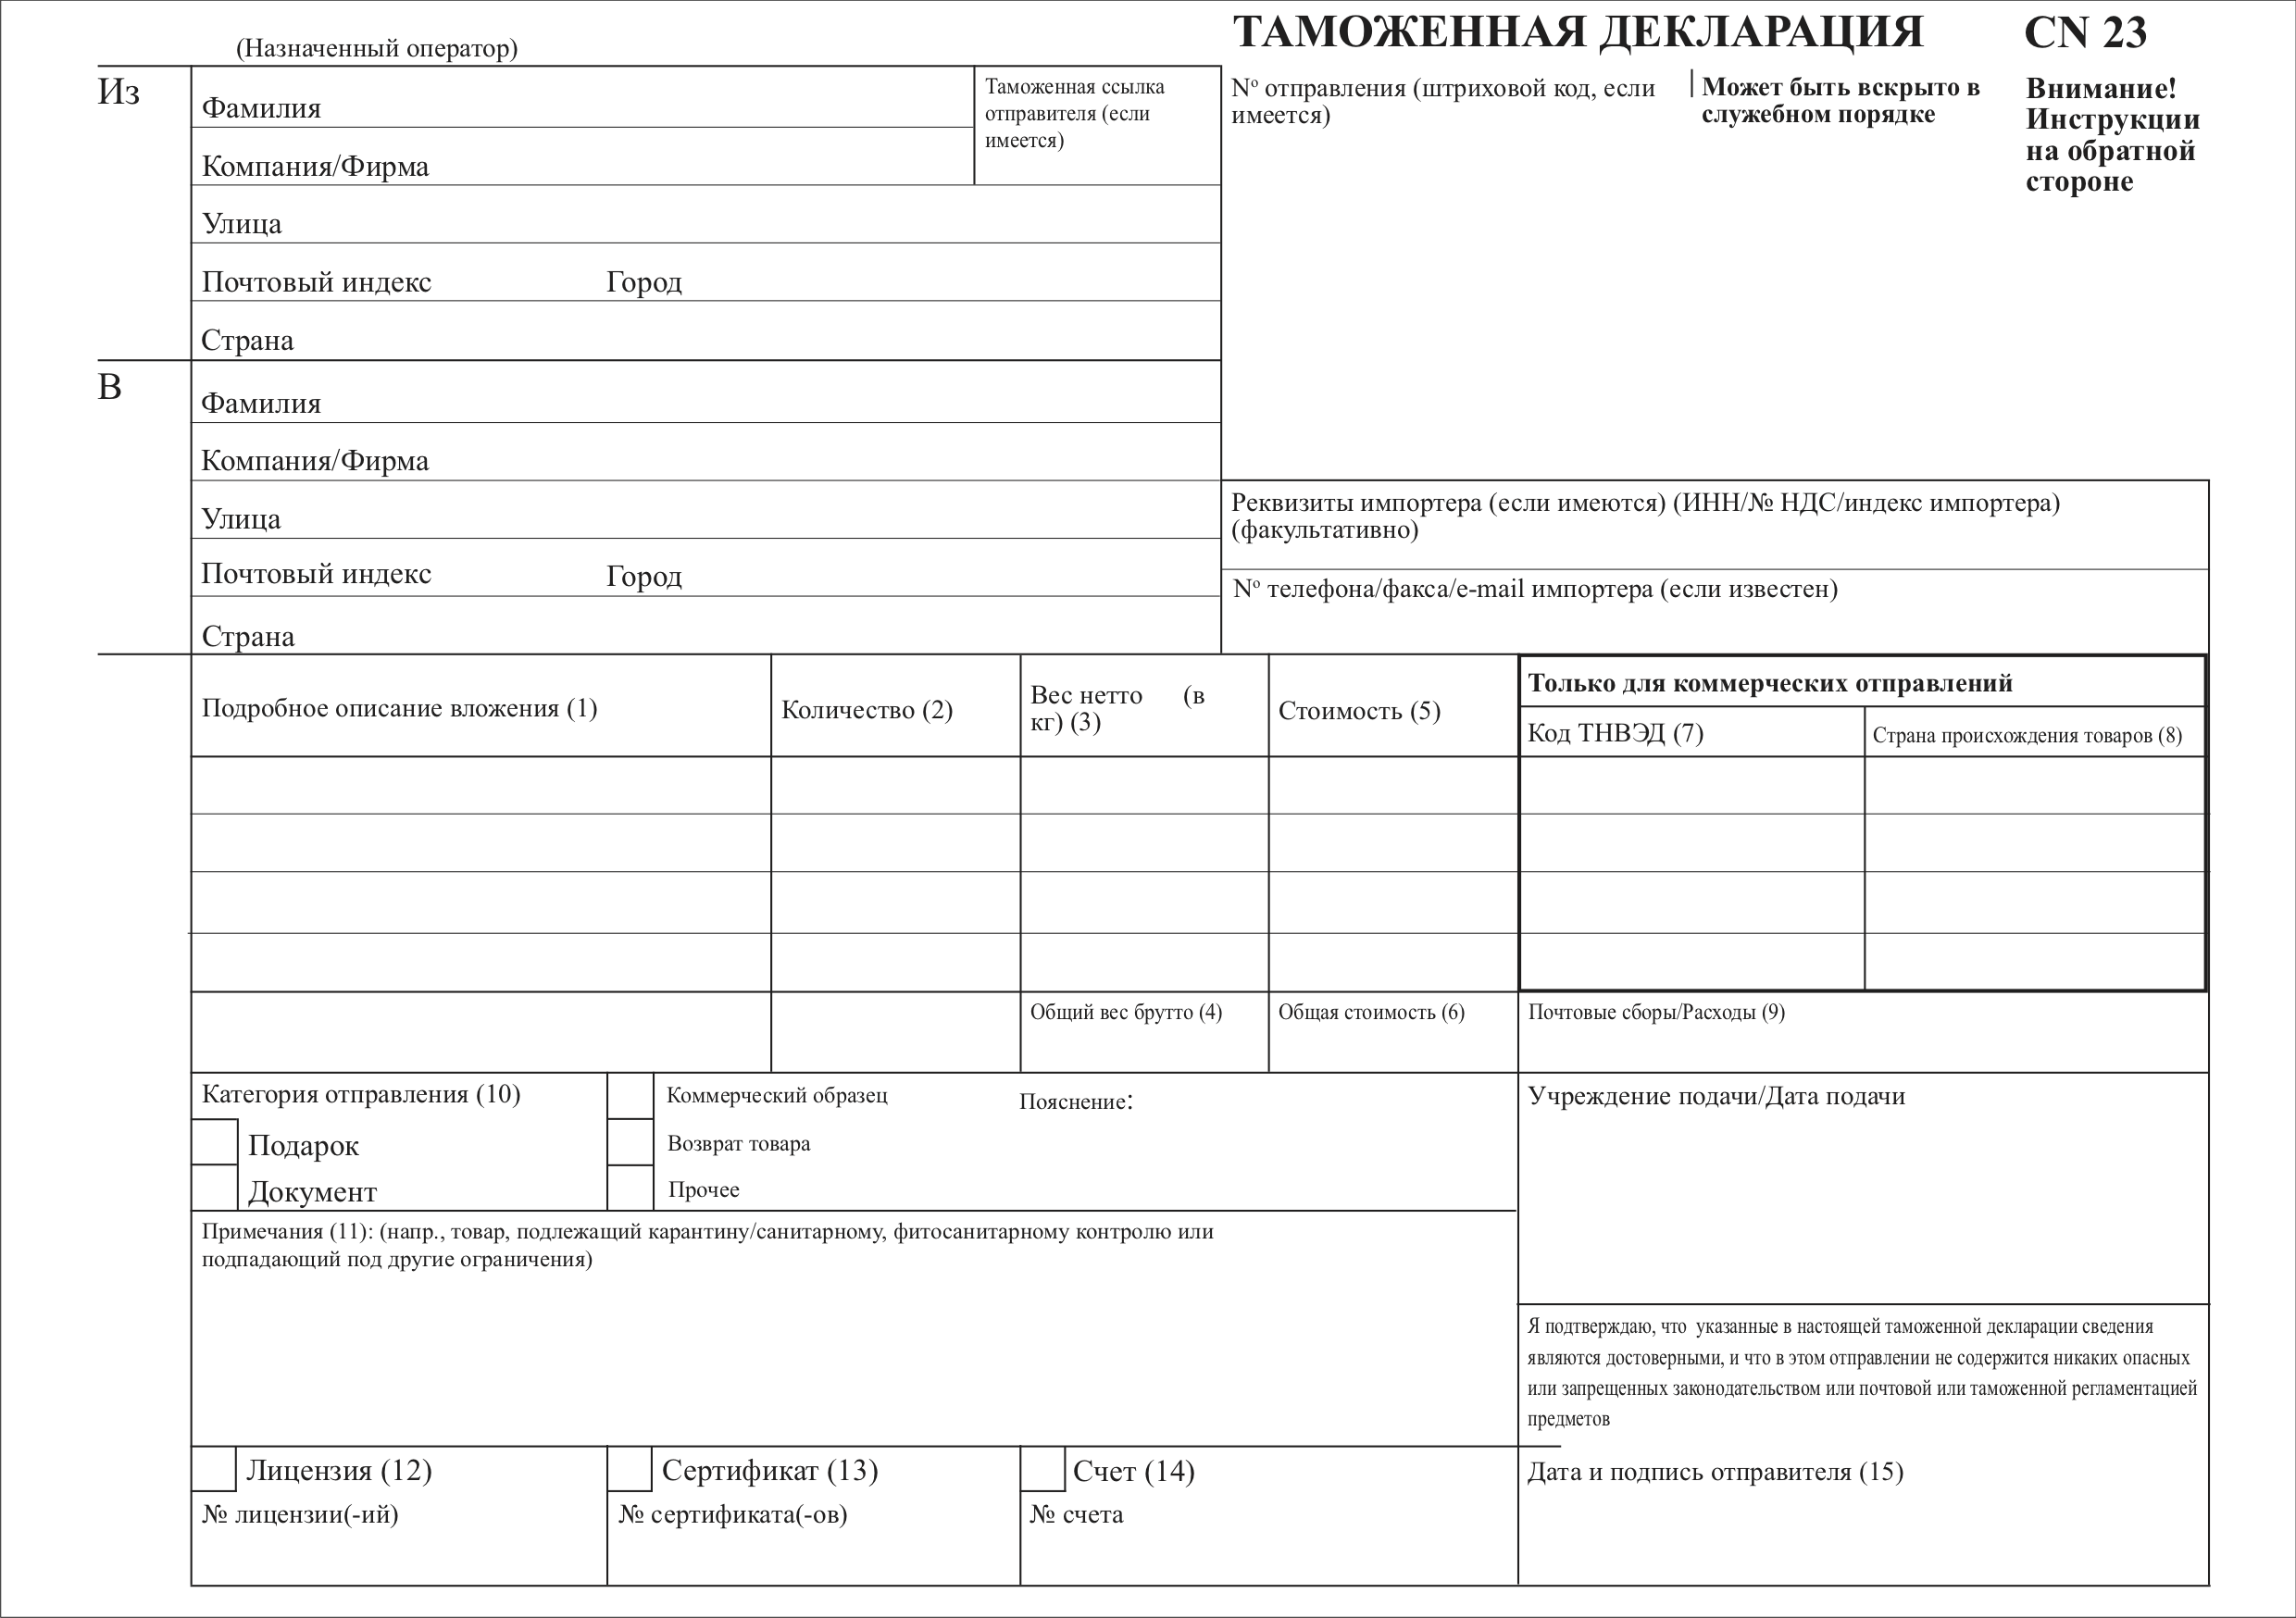 (Назначенный оператор)
ТАМОЖЕННАЯ ДЕКЛАРАЦИЯ
CN 23
Из
Фамилия
Таможенная ссылка
отправителя (если
имеется)
Компания/Фирма
Улица
Почтовый индекс Город
Страна
Nº отправления (штриховой код, если
имеется)
Может быть вскрыто в
служебном порядке
Внимание!
Инструкции
на обратной
стороне
В
Фамилия
Компания/Фирма
Улица
Почтовый индекс Город
Страна
Реквизиты импортера (если имеются) (ИНН/№ НДС/индекс импортера)
(факультативно)
Nº телефона/факса/e-mail импортера (если известен)
Подробное описание вложения (1)
Количество (2)
Вес нетто (в
кг) (3)
Стоимость (5)
Только для коммерческих отправлений
Код ТНВЭД (7)
Страна происхождения товаров (8)
Общий вес брутто (4)
Общая стоимость (6)
Почтовые сборы/Расходы (9)
Категория отправления (10)
Подарок
Документ
Коммерческий образец
Возврат товара
Прочее
Пояснение:
Учреждение подачи/Дата подачи
Примечания (11): (напр., товар, подлежащий карантину/санитарному, фитосанитарному контролю или
подпадающий под другие ограничения)
Я подтверждаю, что указанные в настоящей таможенной декларации сведения
являются достоверными, и что в этом отправлении не содержится никаких опасных
или запрещенных законодательством или почтовой или таможенной регламентацией
предметов
Лицензия (12)
№ лицензии(-ий)
Сертификат (13)
№ сертификата(-ов)
Счет (14)
№ счета
Дата и подпись отправителя (15)